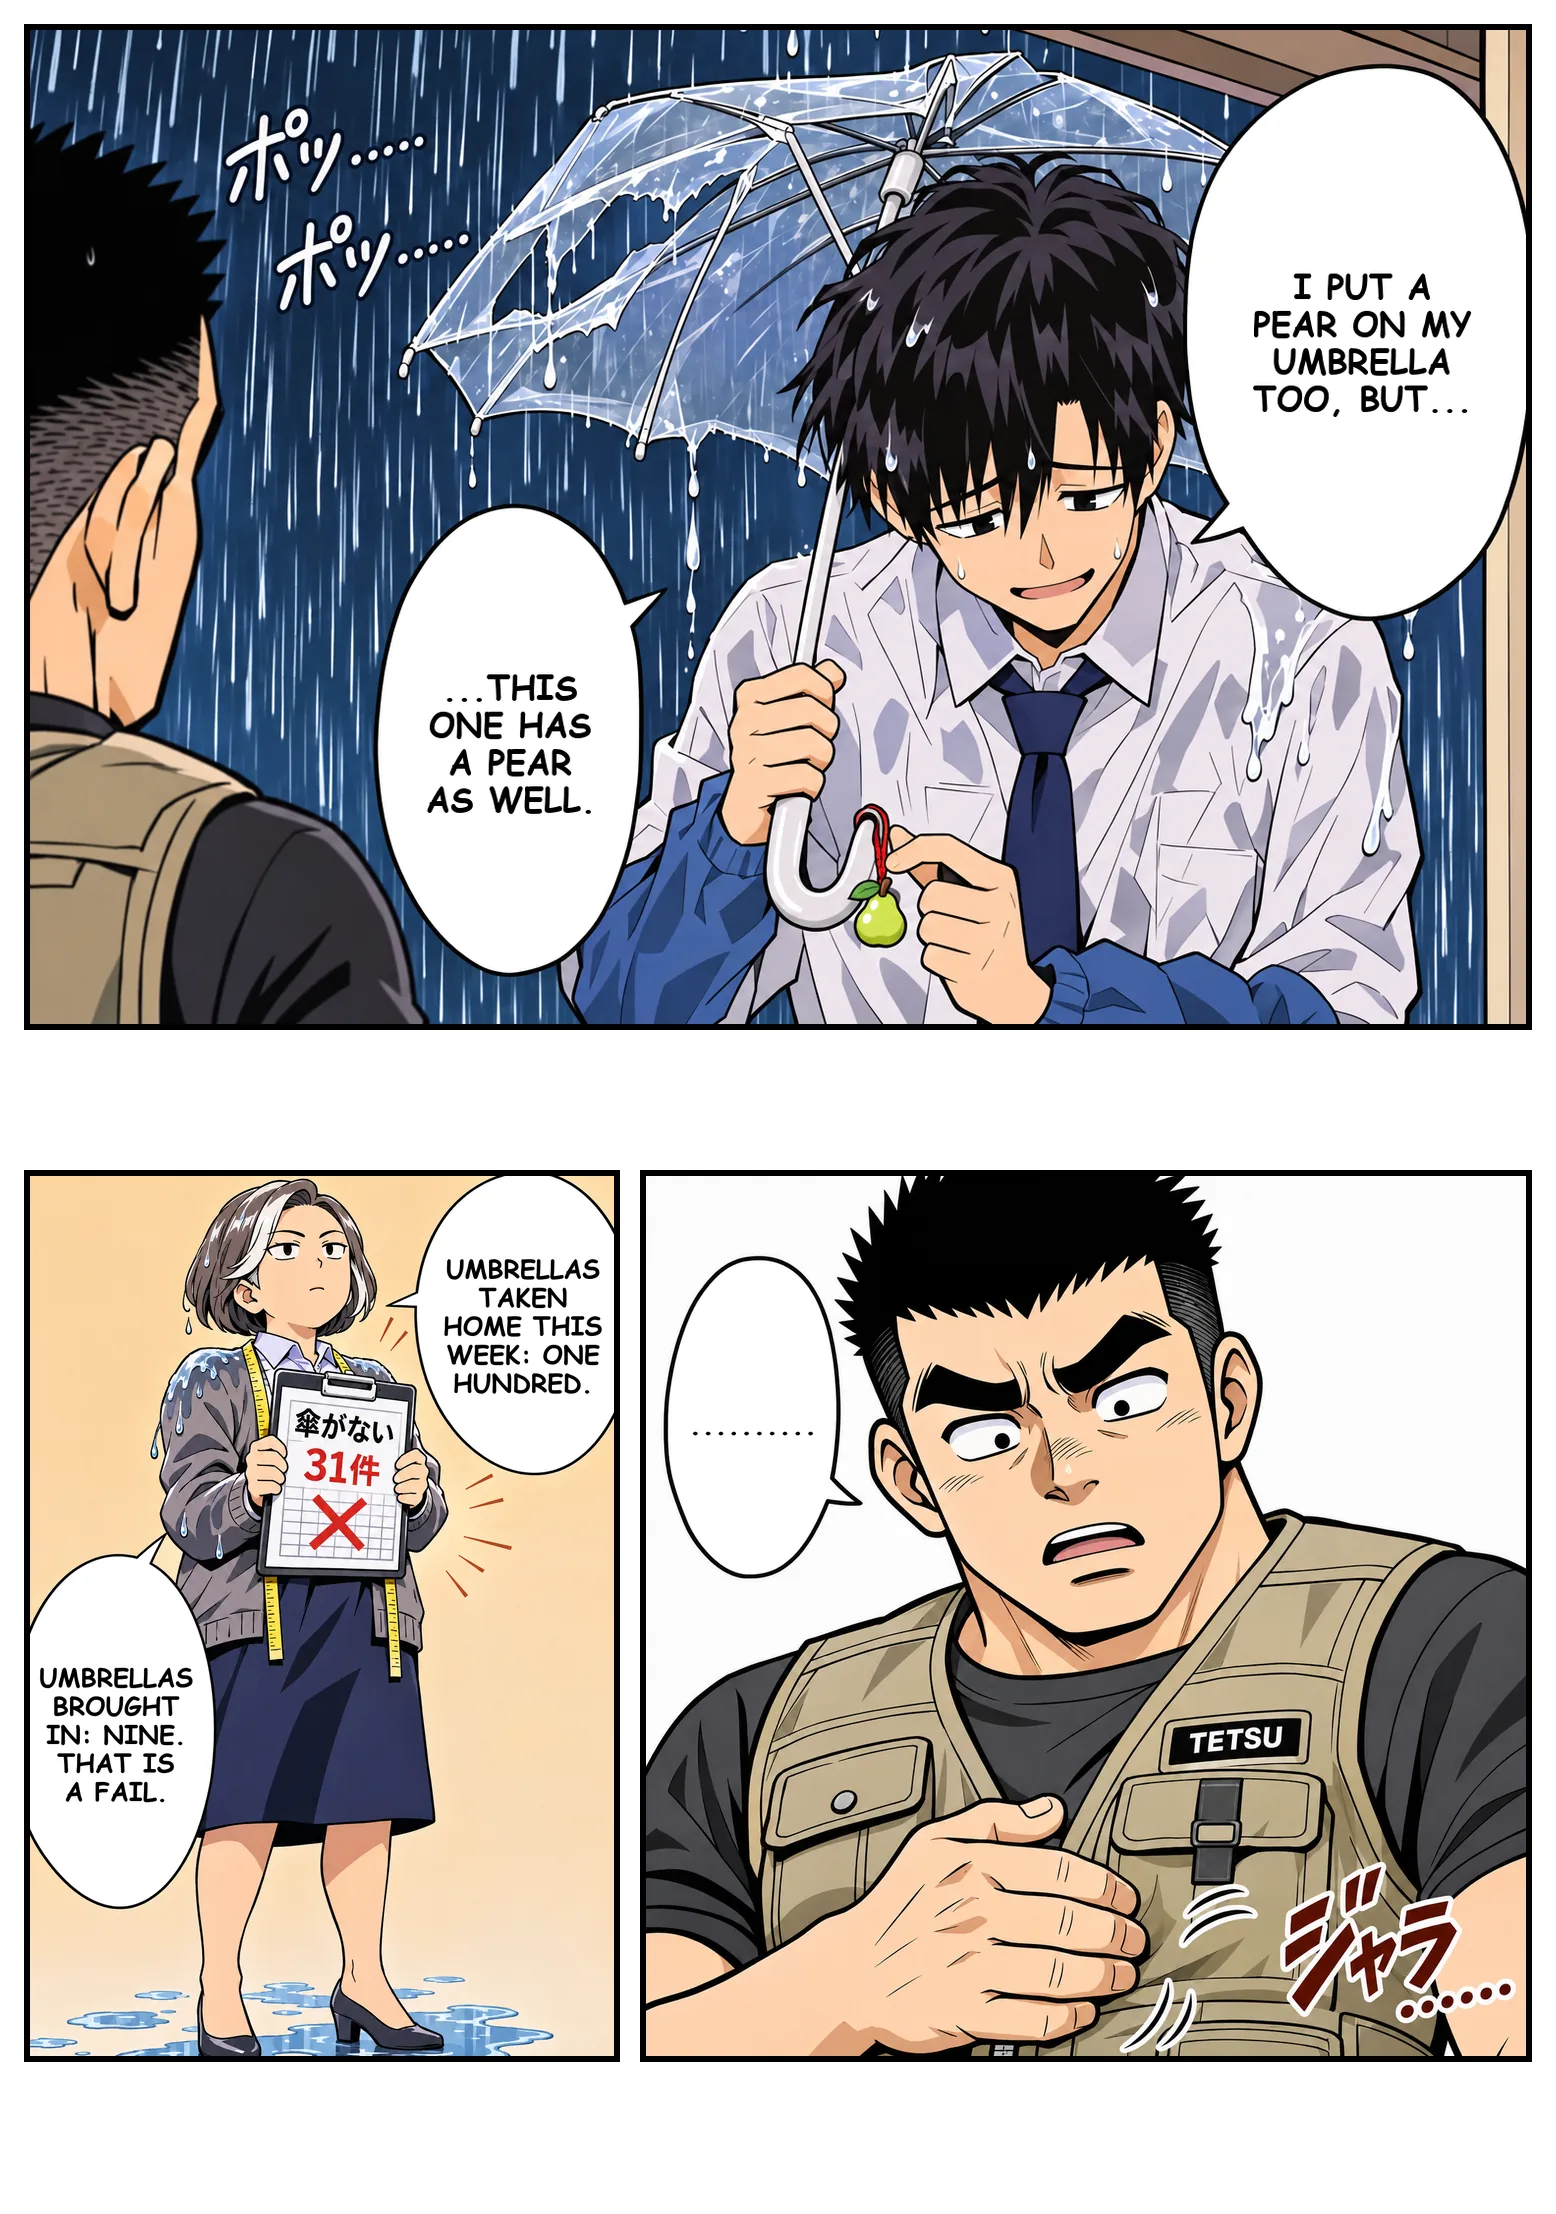 ポッ.....
ポッ.....
I PUT A
PEAR ON MY
UMBRELLA
TOO, BUT...
...THIS
ONE HAS
A PEAR
AS WELL.
..........
TETSU
ジャラ
......
UMBRELLAS
TAKEN
HOME THIS
WEEK: ONE
HUNDRED.
傘がない
31件
UMBRELLAS
BROUGHT
IN: NINE.
THAT IS
A FAIL.